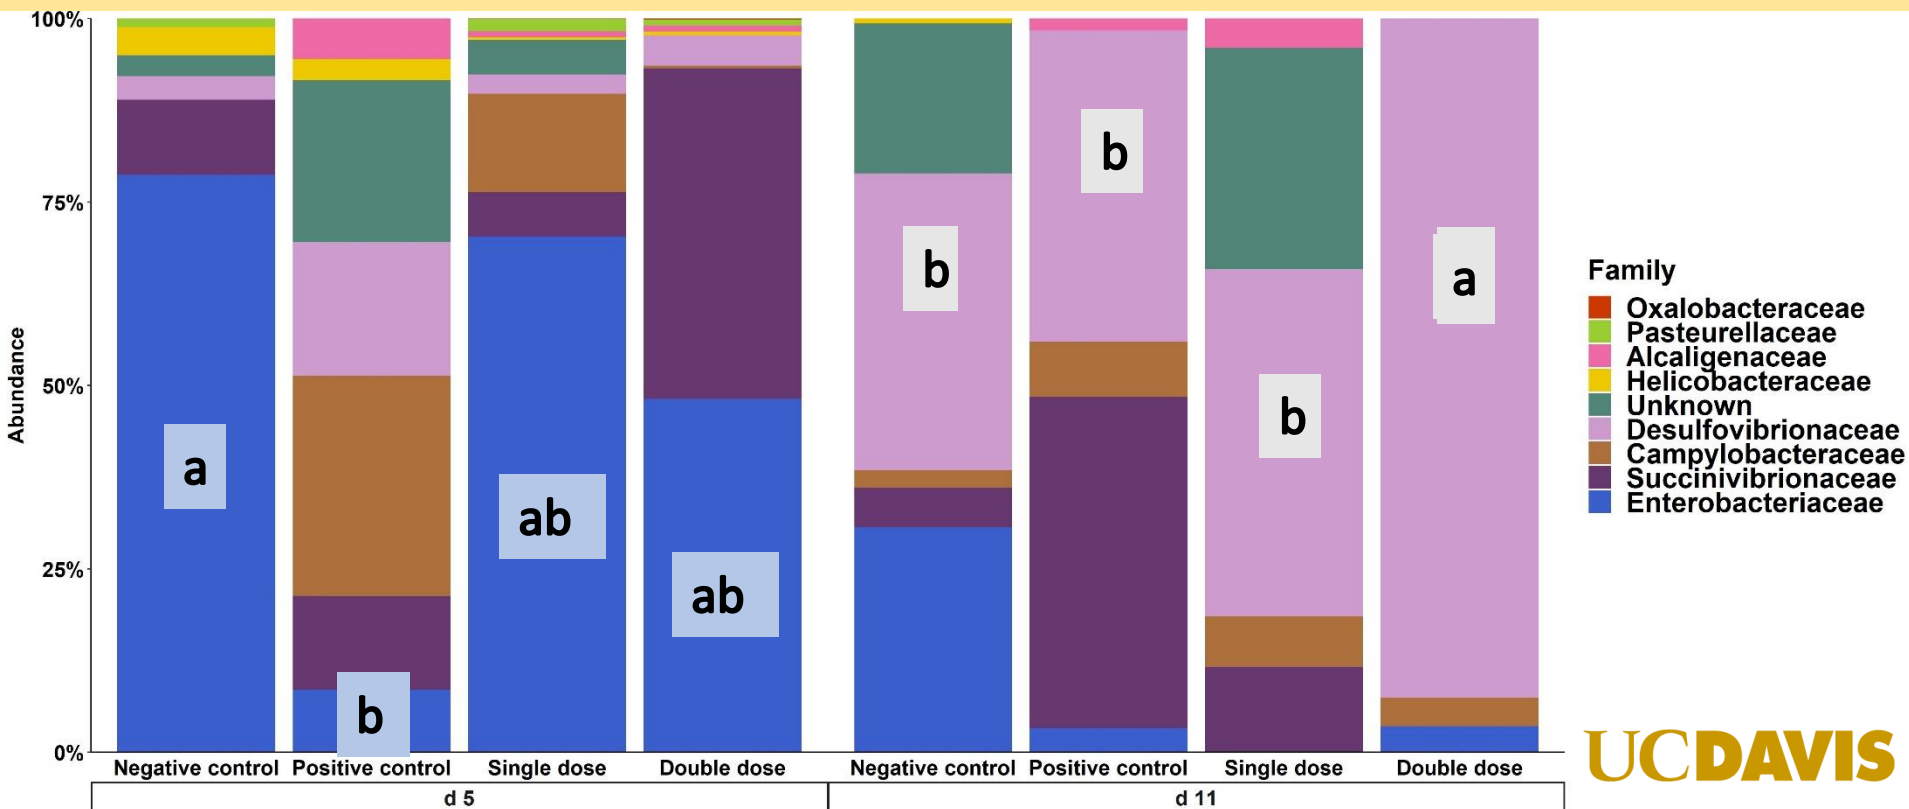 100%
75%
50%
25%
0%
Abundance
a
b
ab
ab
b
b
b
a
Negative control Positive control Single dose Double dose Negative control Positive control Single dose Double dose
d 5 d 11
Family
Oxalobacteraceae
Pasteurellaceae
Alcaligenaceae
Helicobacteraceae
Unknown
Desulfovibrionaceae
Campylobacteraceae
Succinivibrionaceae
Enterobacteriaceae
UCDAVIS